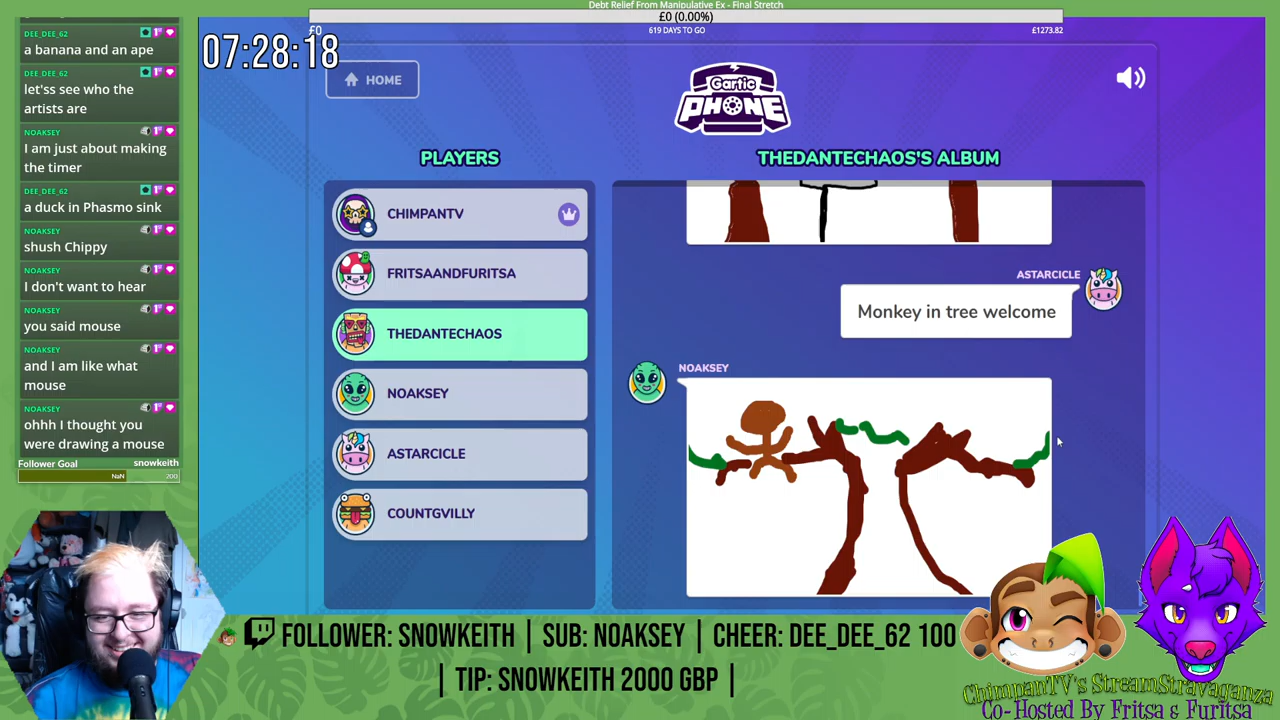 Debt Relief From Manipulative Ex - Final Stretch
£0 (0.00%)
£0
619 DAYS TO GO
£1273.82
07:28:18
DEE_DEE_62
a banana and an ape
DEE_DEE_62
let'ss see who the
artists are
NOAKSEY
I am just about making
the timer
DEE_DEE_62
a duck in Phasmo sink
NOAKSEY
shush Chippy
NOAKSEY
I don't want to hear
NOAKSEY
you said mouse
NOAKSEY
and I am like what
mouse
NOAKSEY
ohhh I thought you
were drawing a mouse
Follower Goal
snowkeith
NaN
200
HOME
Gartic
PHONE
PLAYERS
CHIMPANTV
FRITSAANDFURITSA
THEDANTECHAOS
NOAKSEY
ASTARCICLE
COUNTGVILLY
THEDANTECHAOS'S ALBUM
ASTARCICLE
Monkey in tree welcome
NOAKSEY
FOLLOWER: SNOWKEITH | SUB: NOAKSEY | CHEER: DEE_DEE_62 100
| TIP: SNOWKEITH 2000 GBP |
ChimpanTV's StreamStravaganza
Co-Hosted By Fritsa & Furitsa